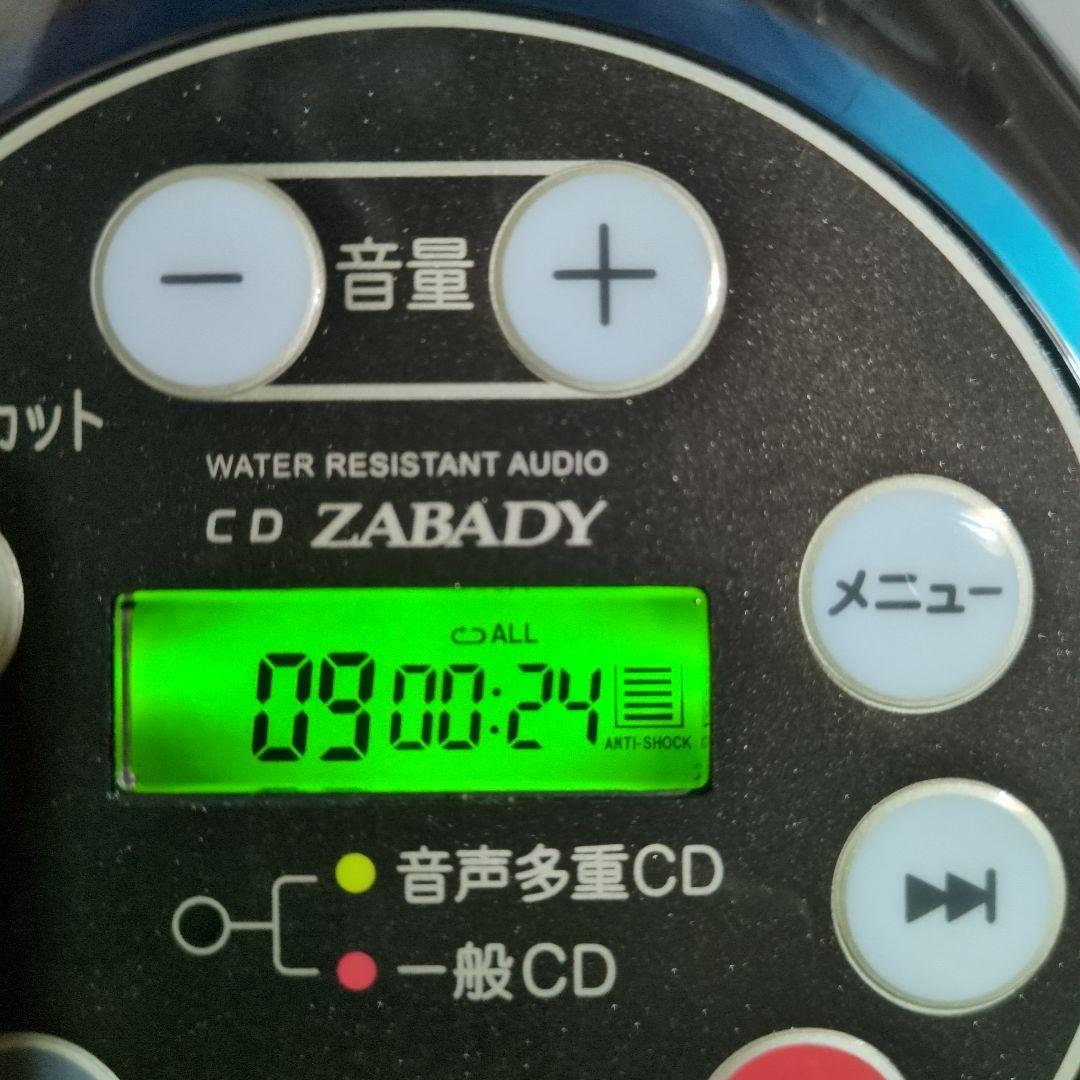 − 音量 +
カット
WATER RESISTANT AUDIO
CD ZABADY
メニュー
ALL
09 00:24
ANTI-SHOCK
音声多重CD
一般CD